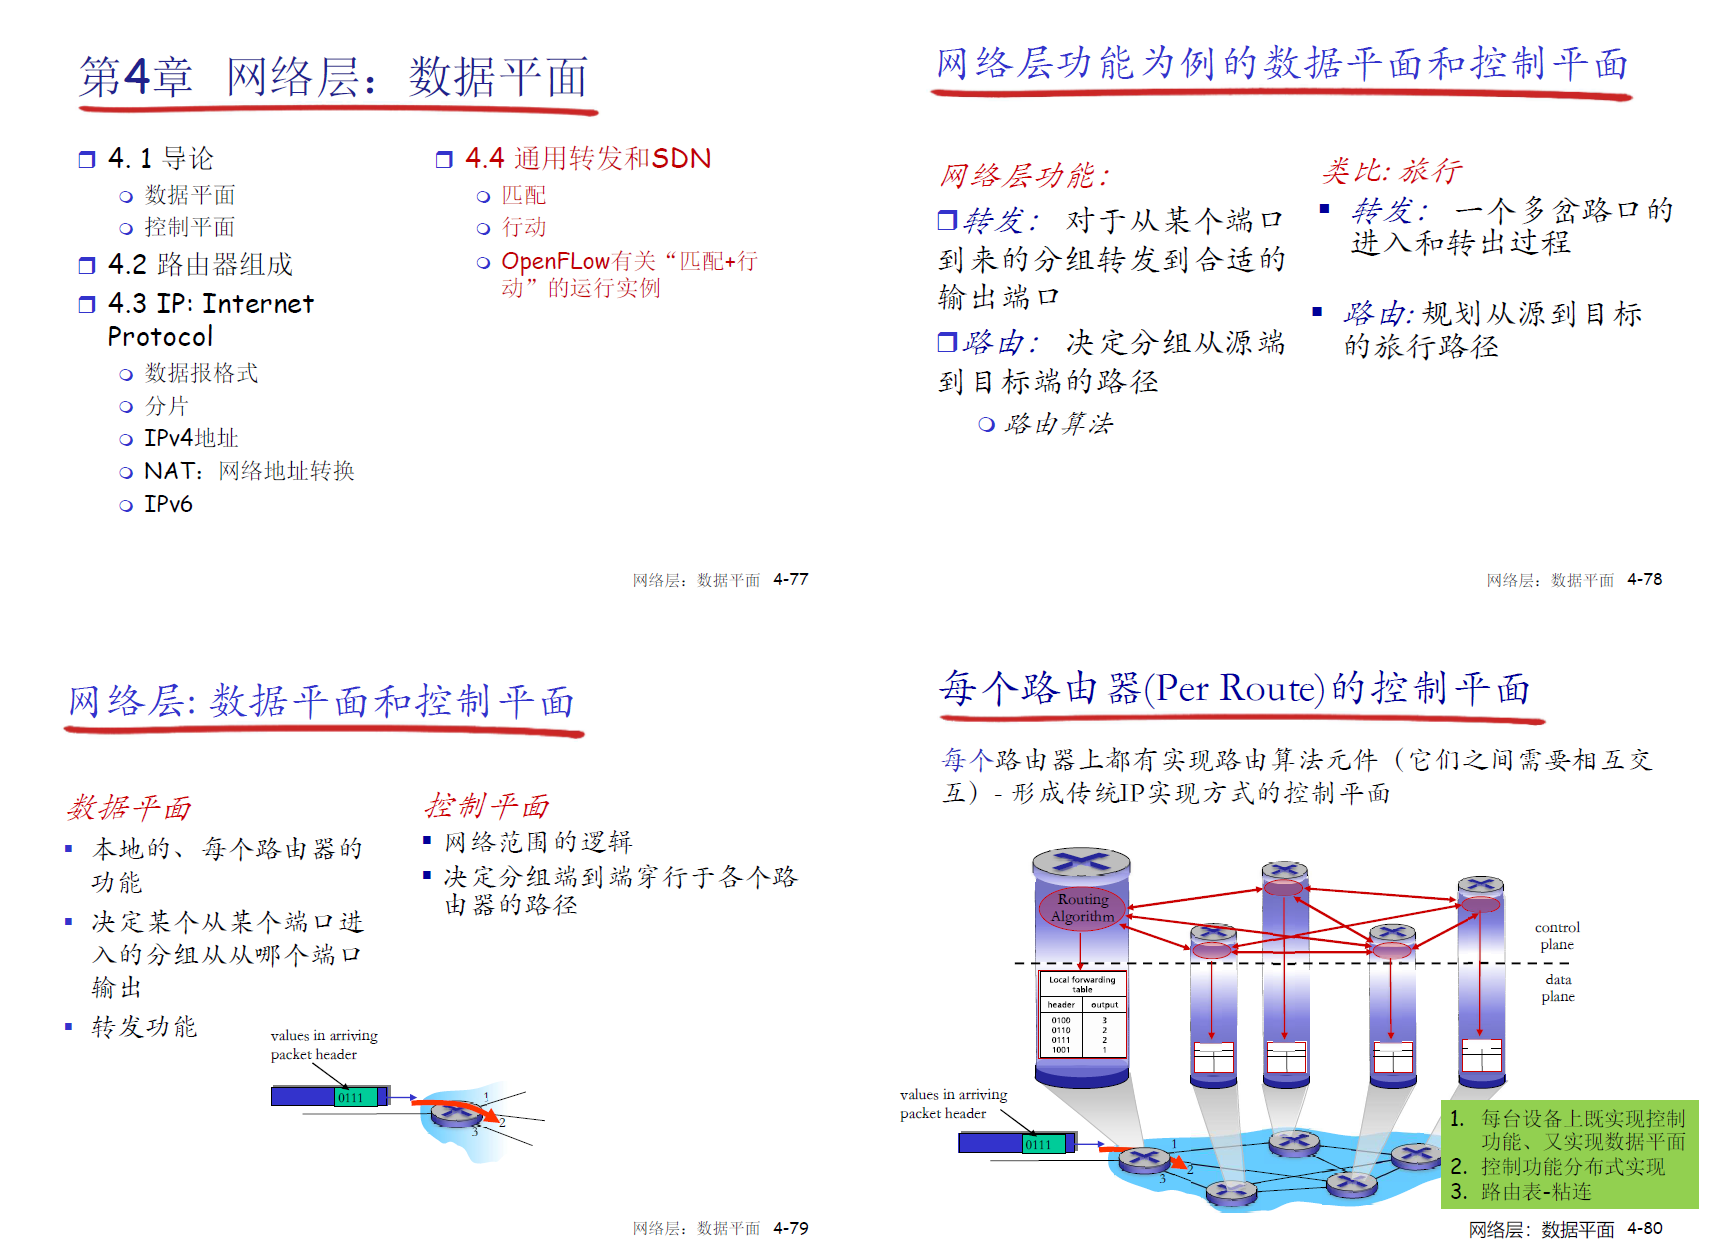 第4章 网络层：数据平面
4. 1 导论
数据平面
控制平面
4.2 路由器组成
4.3 IP: Internet
Protocol
数据报格式
分片
IPv4地址
NAT：网络地址转换
IPv6
4.4 通用转发和SDN
匹配
行动
OpenFLow有关“匹配+行
动”的运行实例
网络层：数据平面 4-77
网络层功能为例的数据平面和控制平面
网络层功能：
转发： 对于从某个端口
到来的分组转发到合适的
输出端口
路由： 决定分组从源端
到目标端的路径
路由算法
类比: 旅行
转发： 一个多岔路口的
进入和转出过程
路由: 规划从源到目标
的旅行路径
网络层：数据平面 4-78
网络层: 数据平面和控制平面
数据平面
本地的、每个路由器的
功能
决定某个从某个端口进
入的分组从从哪个端口
输出
转发功能
控制平面
网络范围的逻辑
决定分组端到端穿行于各个路
由器的路径
values in arriving
packet header
0111
1
2
3
网络层：数据平面 4-79
每个路由器(Per Route)的控制平面
每个路由器上都有实现路由算法元件（它们之间需要相互交
互）- 形成传统IP实现方式的控制平面
Routing
Algorithm
control
plane
data
plane
Local forwarding
table
header output
0100 3
0110 2
0111 2
1001 1
values in arriving
packet header
0111
1
2
3
1. 每台设备上既实现控制
功能、又实现数据平面
2. 控制功能分布式实现
3. 路由表-粘连
网络层：数据平面 4-80